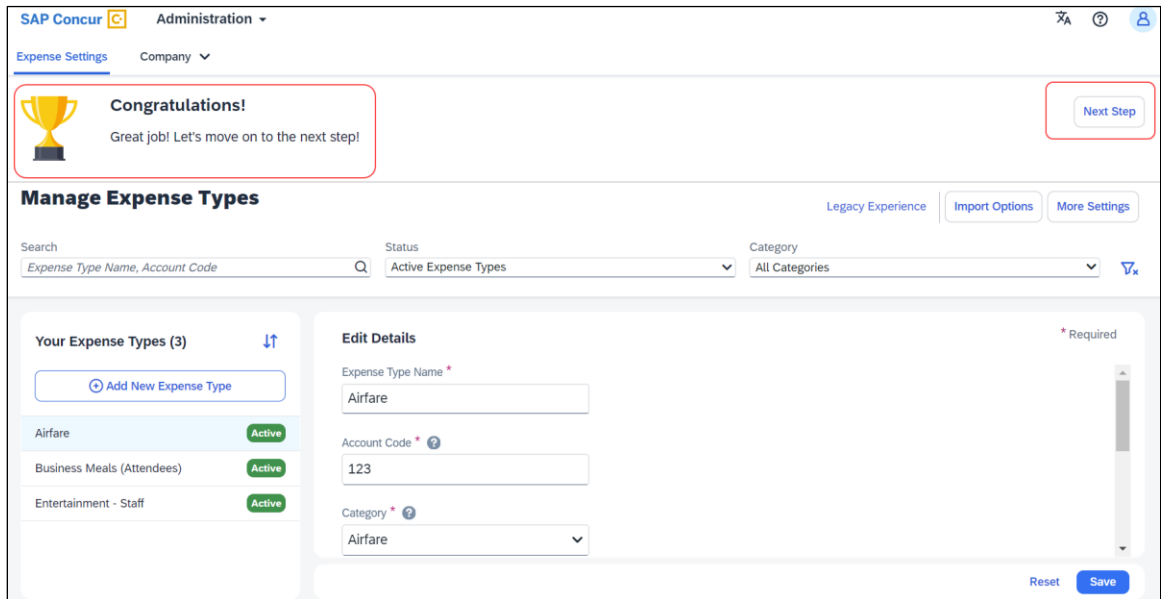 SAP Concur C Administration
Expense Settings Company
Congratulations!
Great job! Let's move on to the next step!
Next Step
Manage Expense Types
Legacy Experience Import Options More Settings
Search Status Category
Expense Type Name, Account Code Active Expense Types All Categories
Your Expense Types (3)
Add New Expense Type
Airfare Active
Business Meals (Attendees) Active
Entertainment - Staff Active
Edit Details * Required
Expense Type Name *
Airfare
Account Code * ?
123
Category * ?
Airfare
Reset Save